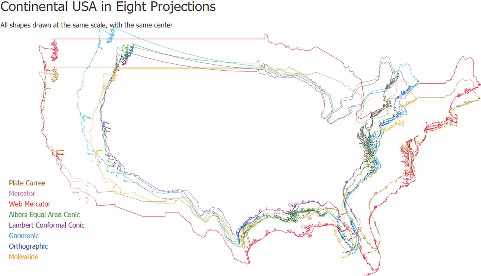 Continental USA in Eight Projections
All shapes drawn at the same scale, with the same center
Plate Carree
Mercator
Web Mercator
Albers Equal Area Conic
Lambert Conformal Conic
Gnomonic
Orthographic
Mollweide